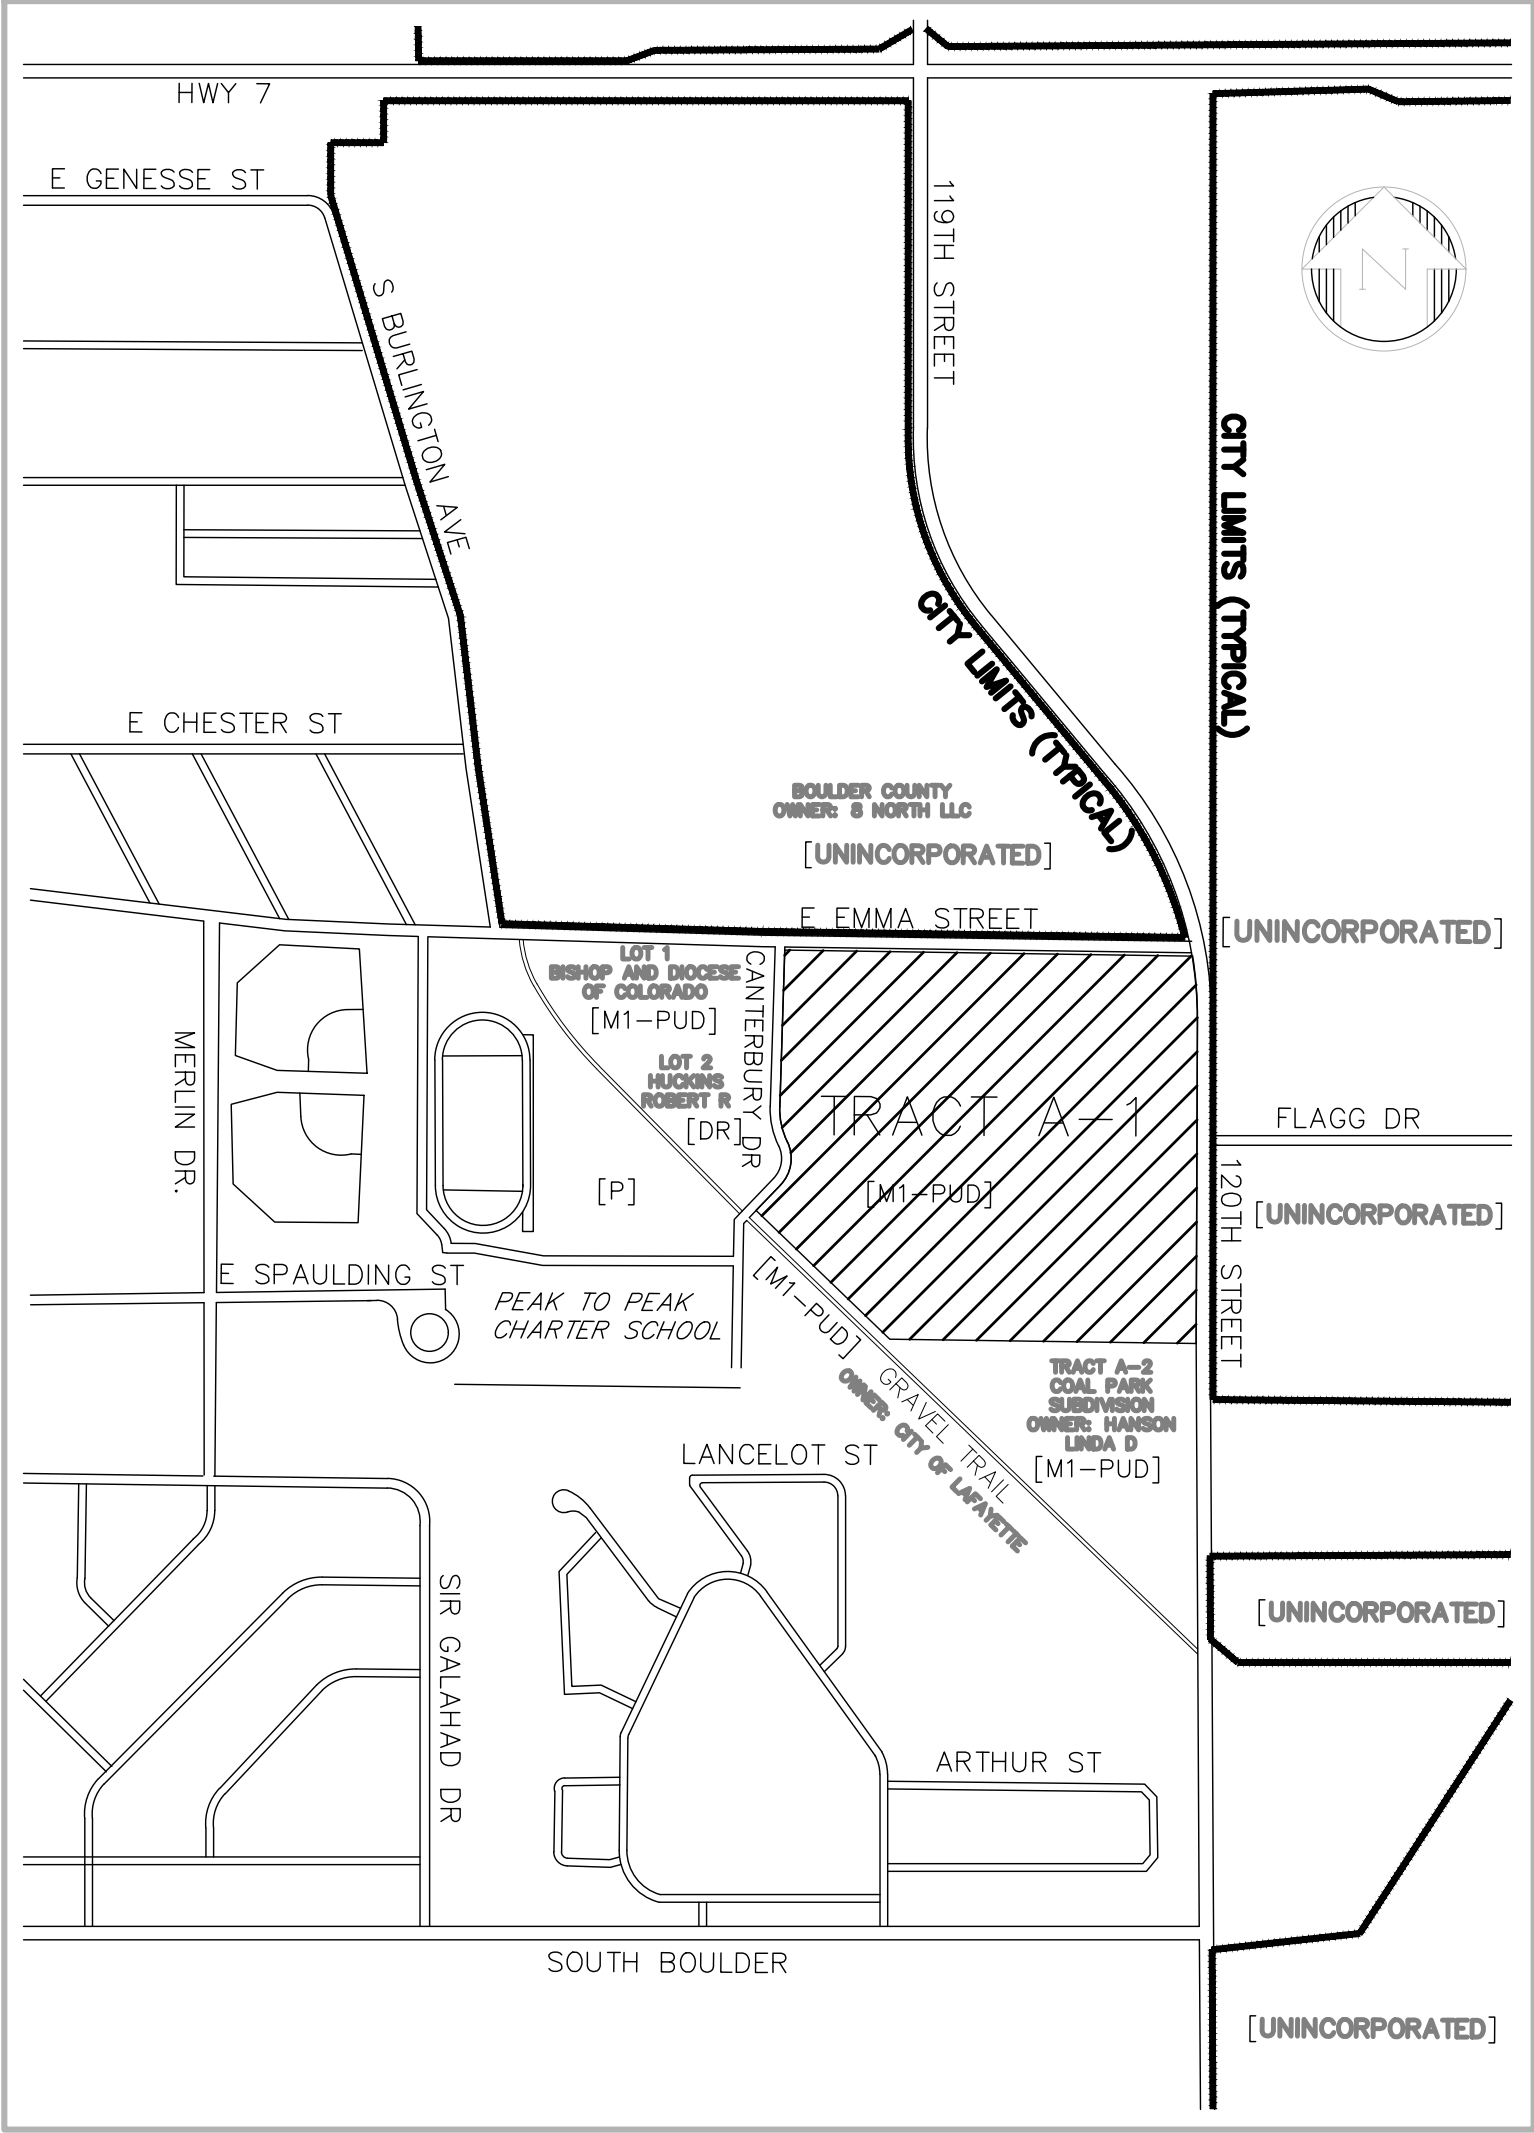 HWY 7
E GENESSE ST
119TH STREET
N
S BURLINGTON AVE
CITY LIMITS (TYPICAL)
CITY LIMITS (TYPICAL)
E CHESTER ST
BOULDER COUNTY
OWNER: 8 NORTH LLC
[UNINCORPORATED]
E EMMA STREET
[UNINCORPORATED]
LOT 1
BISHOP AND DIOCESE
OF COLORADO
[M1-PUD]
CANTERBURY DR
MERLIN DR.
LOT 2
HUCKINS
ROBERT R
[DR]
TRACT A-1
[M1-PUD]
FLAGG DR
[P]
120TH STREET
[UNINCORPORATED]
E SPAULDING ST
PEAK TO PEAK
CHARTER SCHOOL
[M1-PUD]
GRAVEL TRAIL
OWNER: CITY OF LAFAYETTE
TRACT A-2
COAL PARK
SUBDIVISION
OWNER: HANSON
LINDA D
[M1-PUD]
LANCELOT ST
SIR GALAHAD DR
[UNINCORPORATED]
ARTHUR ST
SOUTH BOULDER
[UNINCORPORATED]